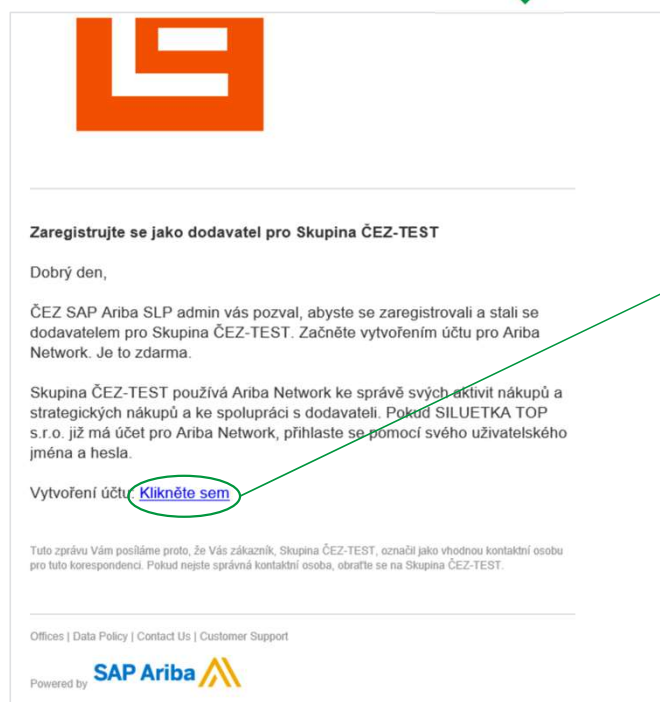 Zaregistrujte se jako dodavatel pro Skupina ČEZ-TEST
Dobrý den,
ČEZ SAP Ariba SLP admin vás pozval, abyste se zaregistrovali a stali se
dodavatelem pro Skupina ČEZ-TEST. Začněte vytvořením účtu pro Ariba
Network. Je to zdarma.
Skupina ČEZ-TEST používá Ariba Network ke správě svých aktivit nákupů a
strategických nákupů a ke spolupráci s dodavateli. Pokud SILUETKA TOP
s.r.o. již má účet pro Ariba Network, přihlaste se pomocí svého uživatelského
jména a hesla.
Vytvoření účtu: Klikněte sem
Tuto zprávu Vám posíláme proto, že Vás zákazník, Skupina ČEZ-TEST, označil jako vhodnou kontaktní osobu
pro tuto korespondenci. Pokud nejste správná kontaktní osoba, obraťte se na Skupina ČEZ-TEST.
Offices | Data Policy | Contact Us | Customer Support
Powered by SAP Ariba